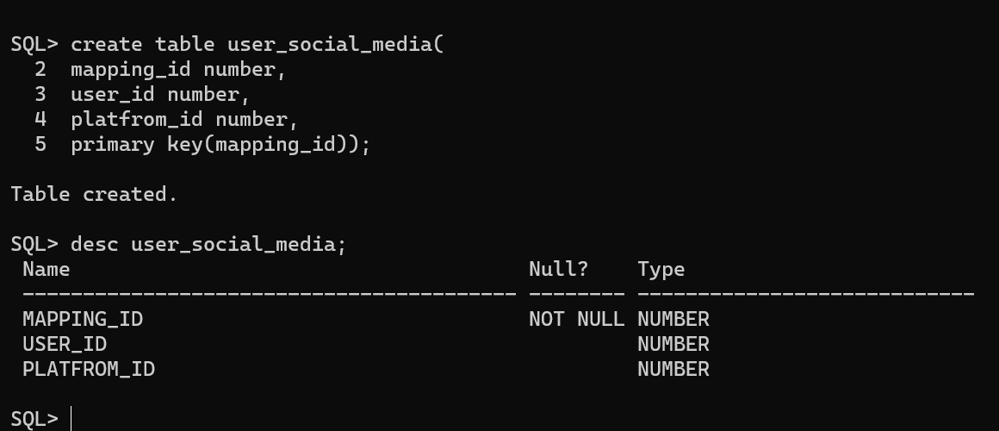 SQL> create table user_social_media(
  2  mapping_id number,
  3  user_id number,
  4  platfrom_id number,
  5  primary key(mapping_id));
Table created.
SQL> desc user_social_media;
 Name                                      Null?    Type
 ----------------------------------------- -------- ----------------------------
 MAPPING_ID                                NOT NULL NUMBER
 USER_ID                                            NUMBER
 PLATFROM_ID                                        NUMBER
SQL>